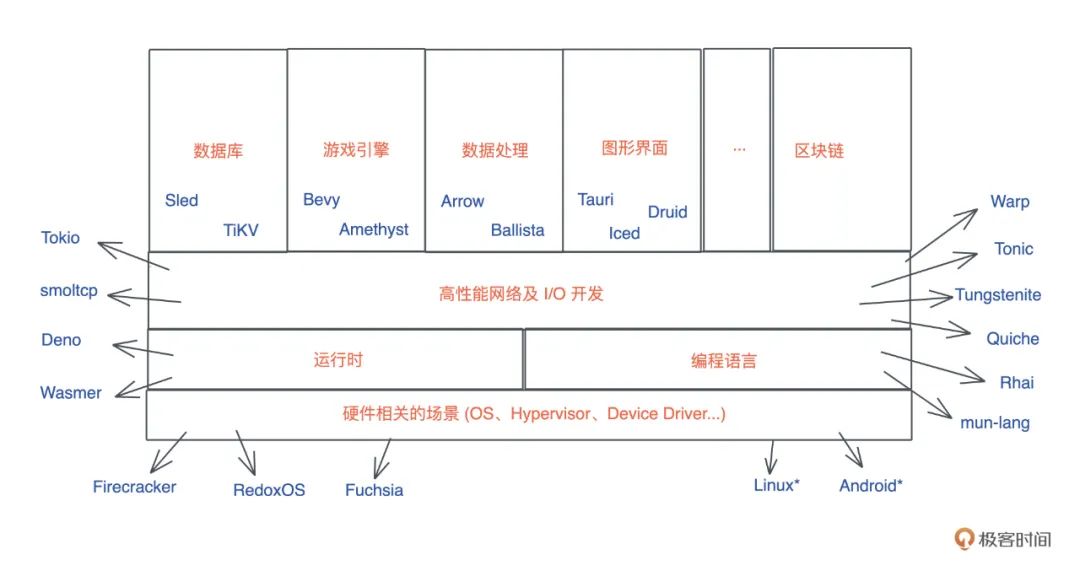 数据库
游戏引擎
数据处理
图形界面
...
区块链
Sled
TiKV
Bevy
Amethyst
Arrow
Ballista
Tauri
Druid
Iced
Warp
Tokio
Tonic
smoltcp
高性能网络及 I/O 开发
Tungstenite
Deno
运行时
编程语言
Quiche
Wasmer
Rhai
硬件相关的场景 (OS、Hypervisor、Device Driver...)
mun-lang
Firecracker
RedoxOS
Fuchsia
Linux*
Android*
极客时间